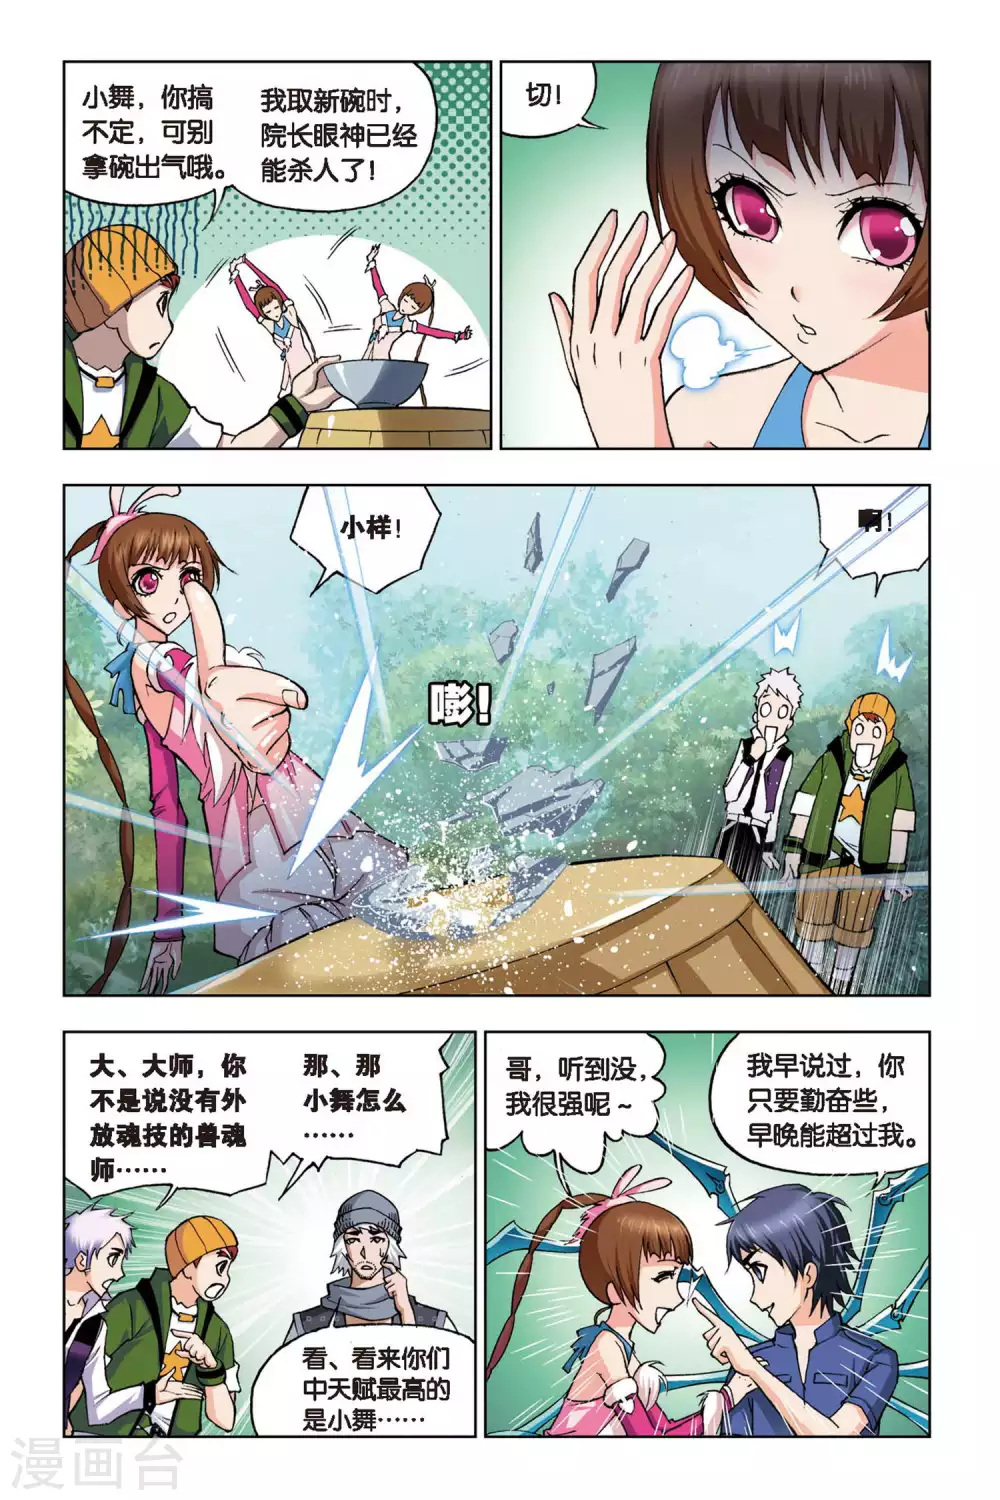 小舞，你搞
不定，可别
拿碗出气哦。
我取新碗时，
院长眼神已经
能杀人了！
切！
小样！
啊！
嘭！
大、大师，你
不是说没有外
放魂技的兽魂
师……
那、那
小舞怎么
……
看、看来你们
中天赋最高的
是小舞……
哥，听到没，
我很强呢～
我早说过，你
只要勤奋些，
早晚能超过我。
漫画台